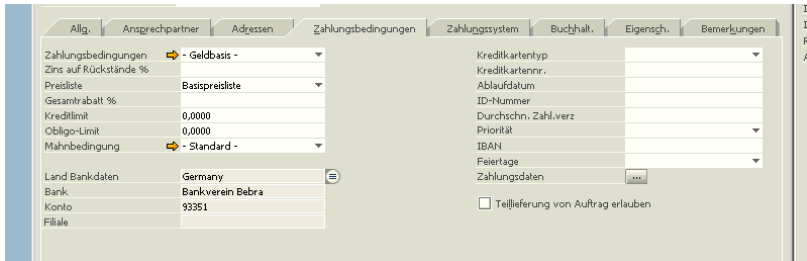 Allg. Ansprechpartner Adressen Zahlungsbedingungen Zahlungssystem Buchhalt. Eigensch. Bemerkungen
Zahlungsbedingungen - Geldbasis -
Zins auf Rückstände %
Preisliste Basispreisliste
Gesamtrabatt %
Kreditlimit 0,0000
Obligo-Limit 0,0000
Mahnbedingung - Standard -
Land Bankdaten Germany
Bank Bankverein Bebra
Konto 93351
Filiale
Kreditkartentyp
Kreditkartennr.
Ablaufdatum
ID-Nummer
Durchschn. Zahl.verz
Priorität
IBAN
Feiertage
Zahlungsdaten ...
Teillieferung von Auftrag erlauben